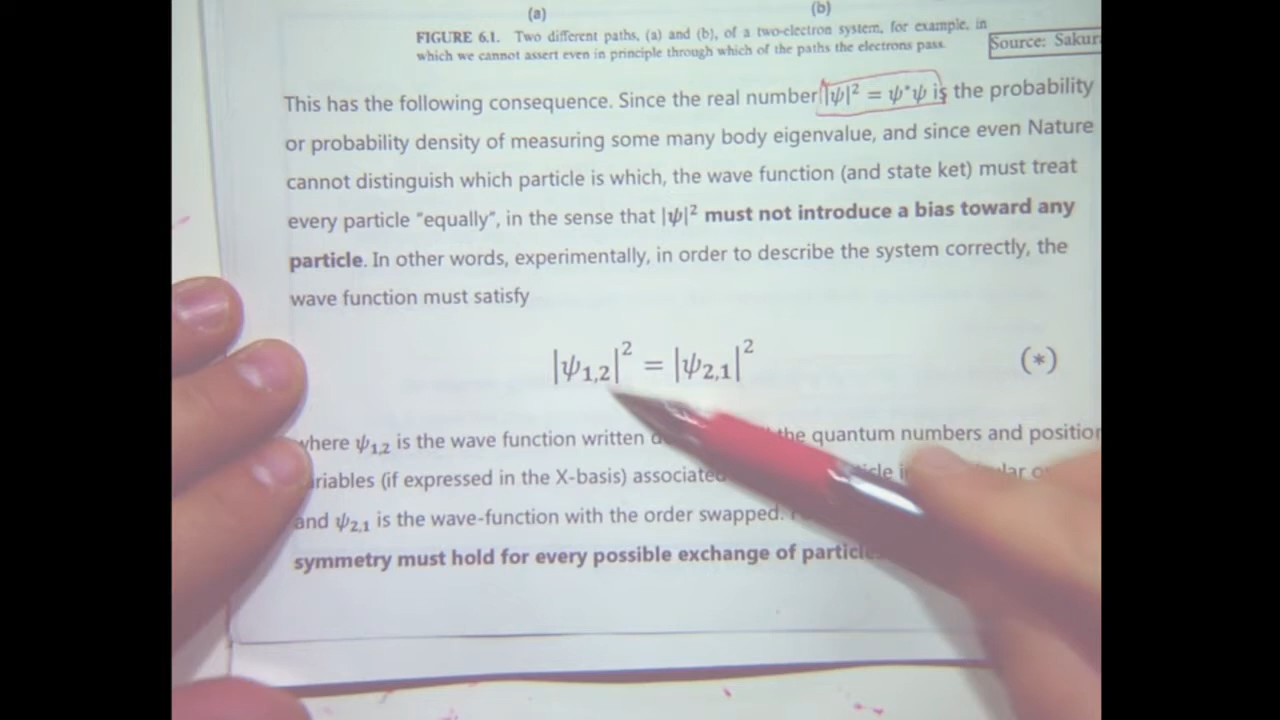 (a) (b)
FIGURE 6.1. Two different paths, (a) and (b), of a two-electron system, for example, in
which we cannot assert even in principle through which of the paths the electrons pass.
Source: Sakur
This has the following consequence. Since the real number |ψ|² = ψ*ψ is the probability
or probability density of measuring some many body eigenvalue, and since even Nature
cannot distinguish which particle is which, the wave function (and state ket) must treat
every particle "equally", in the sense that |ψ|² must not introduce a bias toward any
particle. In other words, experimentally, in order to describe the system correctly, the
wave function must satisfy
|ψ₁,₂|² = |ψ₂,₁|² (*)
where ψ₁,₂ is the wave function written the quantum numbers and position
riables (if expressed in the X-basis) associated
and ψ₂,₁ is the wave-function with the order swapped.
symmetry must hold for every possible exchange of particle